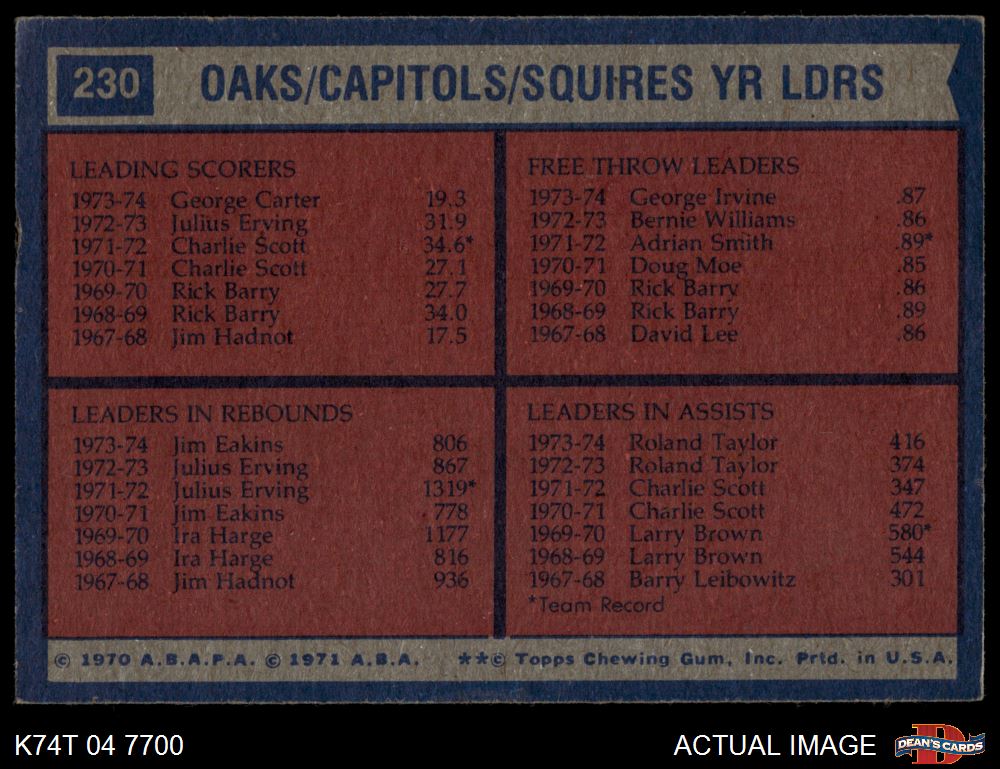 230 OAKS/CAPITOLS/SQUIRES YR LDRS
LEADING SCORERS
1973-74 George Carter 19.3
1972-73 Julius Erving 31.9
1971-72 Charlie Scott 34.6*
1970-71 Charlie Scott 27.1
1969-70 Rick Barry 27.7
1968-69 Rick Barry 34.0
1967-68 Jim Hadnot 17.5
FREE THROW LEADERS
1973-74 George Irvine .87
1972-73 Bernie Williams .86
1971-72 Adrian Smith .89*
1970-71 Doug Moe .85
1969-70 Rick Barry .86
1968-69 Rick Barry .89
1967-68 David Lee .86
LEADERS IN REBOUNDS
1973-74 Jim Eakins 806
1972-73 Julius Erving 867
1971-72 Julius Erving 1319*
1970-71 Jim Eakins 778
1969-70 Ira Harge 1177
1968-69 Ira Harge 816
1967-68 Jim Hadnot 936
LEADERS IN ASSISTS
1973-74 Roland Taylor 416
1972-73 Roland Taylor 374
1971-72 Charlie Scott 347
1970-71 Charlie Scott 472
1969-70 Larry Brown 580*
1968-69 Larry Brown 544
1967-68 Barry Leibowitz 301
*Team Record
© 1970 A.B.A.P.A. © 1971 A.B.A. **© Topps Chewing Gum, Inc. Prtd. in U.S.A.
K74T 04 7700 ACTUAL IMAGE DEAN'S CARDS